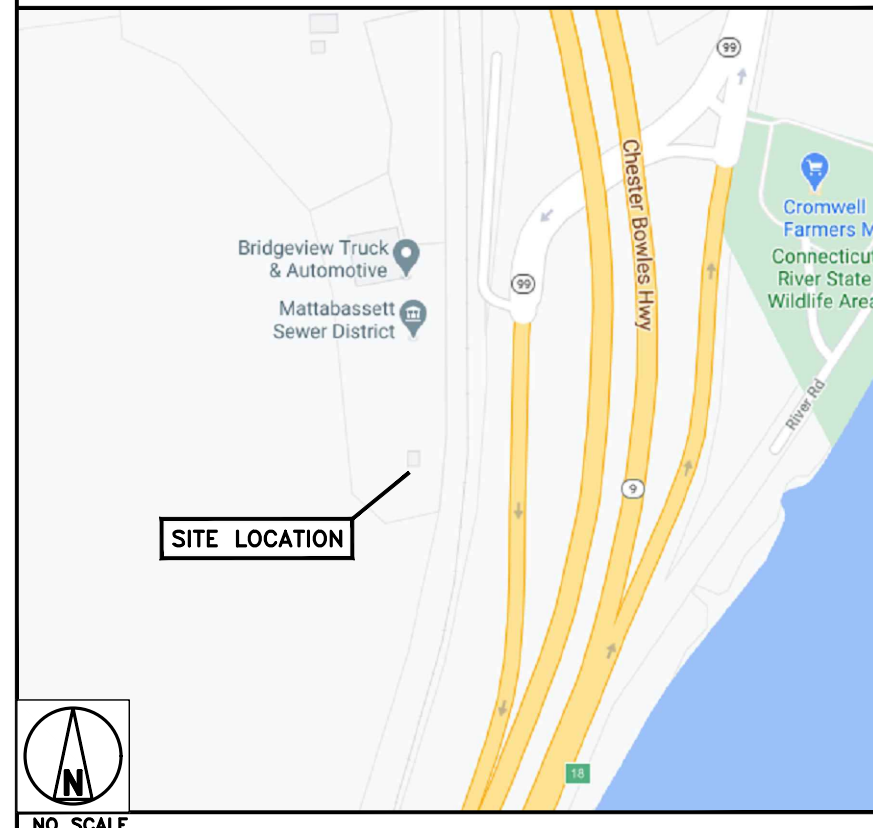 99
Chester Bowles Hwy
Cromwell
Farmers M
Connecticut
River State
Wildlife Area
Bridgeview Truck
& Automotive
99
Mattabassett
Sewer District
River Rd
9
SITE LOCATION
N
18
NO SCALE